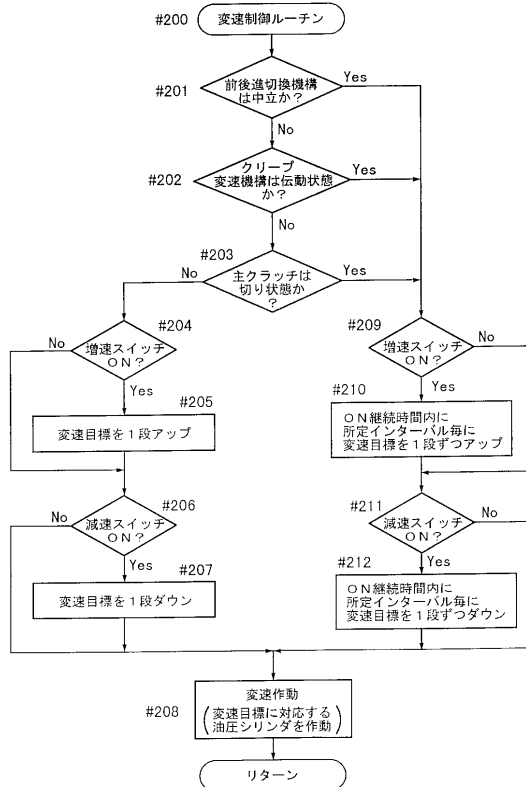 #200
変速制御ルーチン
#201
前後進切換機構
は中立か?
Yes
No
#202
クリープ
変速機構は伝動状態
か?
Yes
No
#203
主クラッチは
切り状態か
?
No
Yes
#204
増速スイッチ
ON?
No
Yes
#205
変速目標を1段アップ
#206
減速スイッチ
ON?
No
Yes
#207
変速目標を1段ダウン
#209
増速スイッチ
ON?
No
Yes
#210
ON継続時間内に
所定インターバル毎に
変速目標を1段ずつアップ
#211
減速スイッチ
ON?
No
Yes
#212
ON継続時間内に
所定インターバル毎に
変速目標を1段ずつダウン
#208
変速作動
(変速目標に対応する
油圧シリンダを作動)
リターン